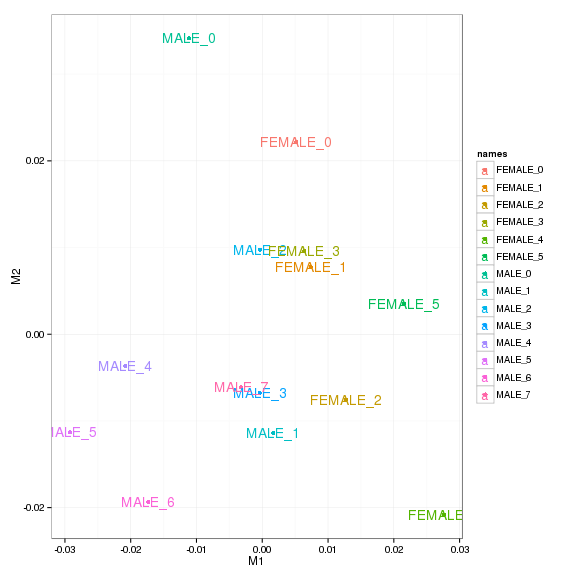 MALE_0
FEMALE_0
MALE_2
FEMALE_3
FEMALE_1
FEMALE_5
MALE_4
MALE_7
MALE_3
FEMALE_2
MALE_5
MALE_1
MALE_6
FEMALE
0.02
0.00
-0.02
M2
-0.03 -0.02 -0.01 0.00 0.01 0.02 0.03
M1
names
a FEMALE_0
a FEMALE_1
a FEMALE_2
a FEMALE_3
a FEMALE_4
a FEMALE_5
a MALE_0
a MALE_1
a MALE_2
a MALE_3
a MALE_4
a MALE_5
a MALE_6
a MALE_7